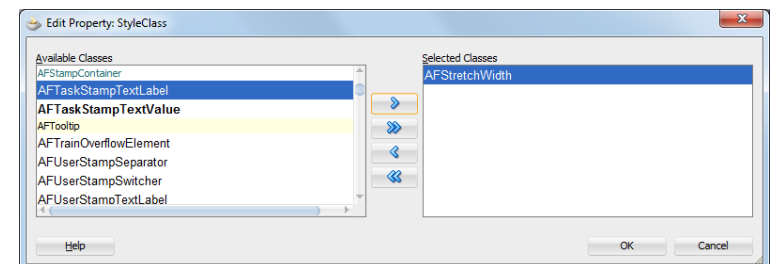 Edit Property: StyleClass
Available Classes
AFStampContainer
AFTaskStampTextLabel
AFTaskStampTextValue
AFTooltip
AFTrainOverflowElement
AFUserStampSeparator
AFUserStampSwitcher
AFUserStampTextLabel
Selected Classes
AFStretchWidth
Help
OK
Cancel